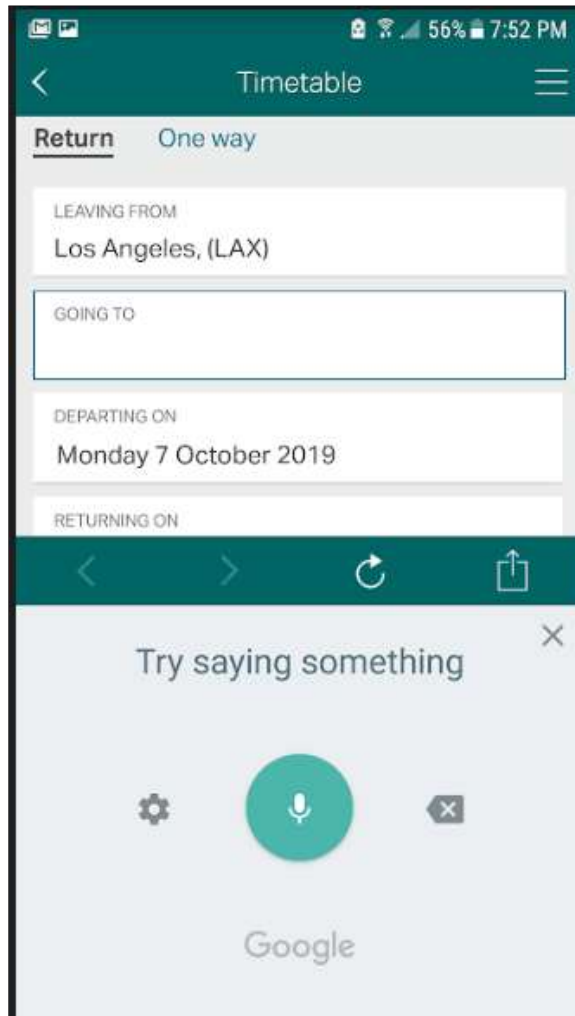 56% 7:52 PM
Timetable
Return One way
LEAVING FROM
Los Angeles, (LAX)
GOING TO
DEPARTING ON
Monday 7 October 2019
RETURNING ON
Try saying something
Google